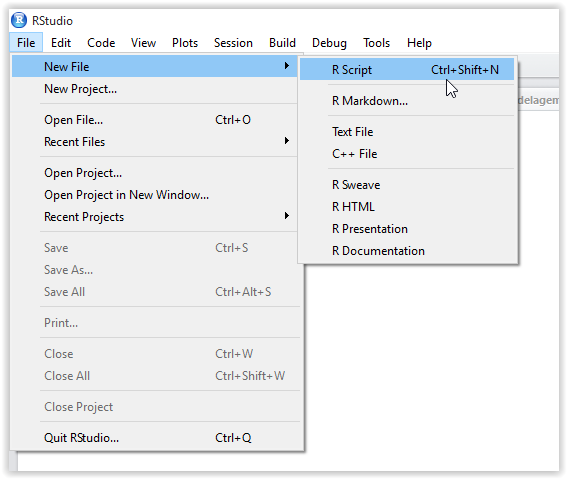 RStudio
File Edit Code View Plots Session Build Debug Tools Help
New File
New Project...
Open File... Ctrl+O
Recent Files
Open Project...
Open Project in New Window...
Recent Projects
Save Ctrl+S
Save As...
Save All Ctrl+Alt+S
Print...
Close Ctrl+W
Close All Ctrl+Shift+W
Close Project
Quit RStudio... Ctrl+Q
R Script Ctrl+Shift+N
R Markdown...
Text File
C++ File
R Sweave
R HTML
R Presentation
R Documentation
delagem